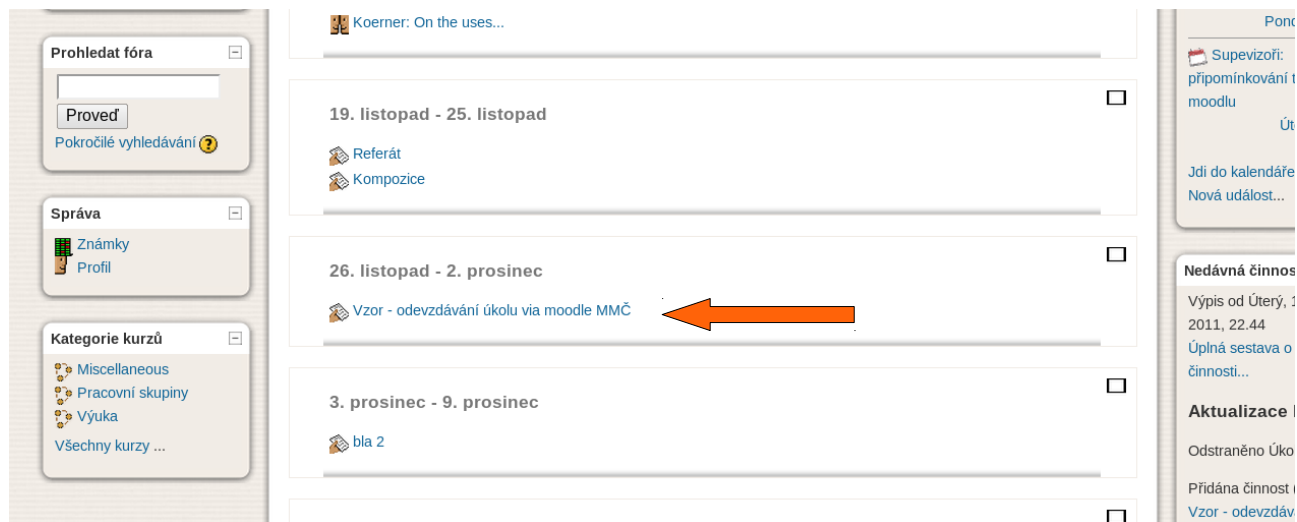 Prohledat fóra
Proveď
Pokročilé vyhledávání
Správa
Známky
Profil
Kategorie kurzů
Miscellaneous
Pracovní skupiny
Výuka
Všechny kurzy ...
Koerner: On the uses...
19. listopad - 25. listopad
Referát
Kompozice
26. listopad - 2. prosinec
Vzor - odevzdávání úkolu via moodle MMČ
3. prosinec - 9. prosinec
bla 2
Supevizoři:
připomínkování
moodlu
Jdi do kalendáře
Nová událost...
Nedávná
Výpis od Úterý,
2011, 22.44
Úplná sestava o
činnosti...
Aktualizace
Odstraněno
Přidána činnost
Vzor -